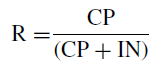 R = CP / (CP + IN)